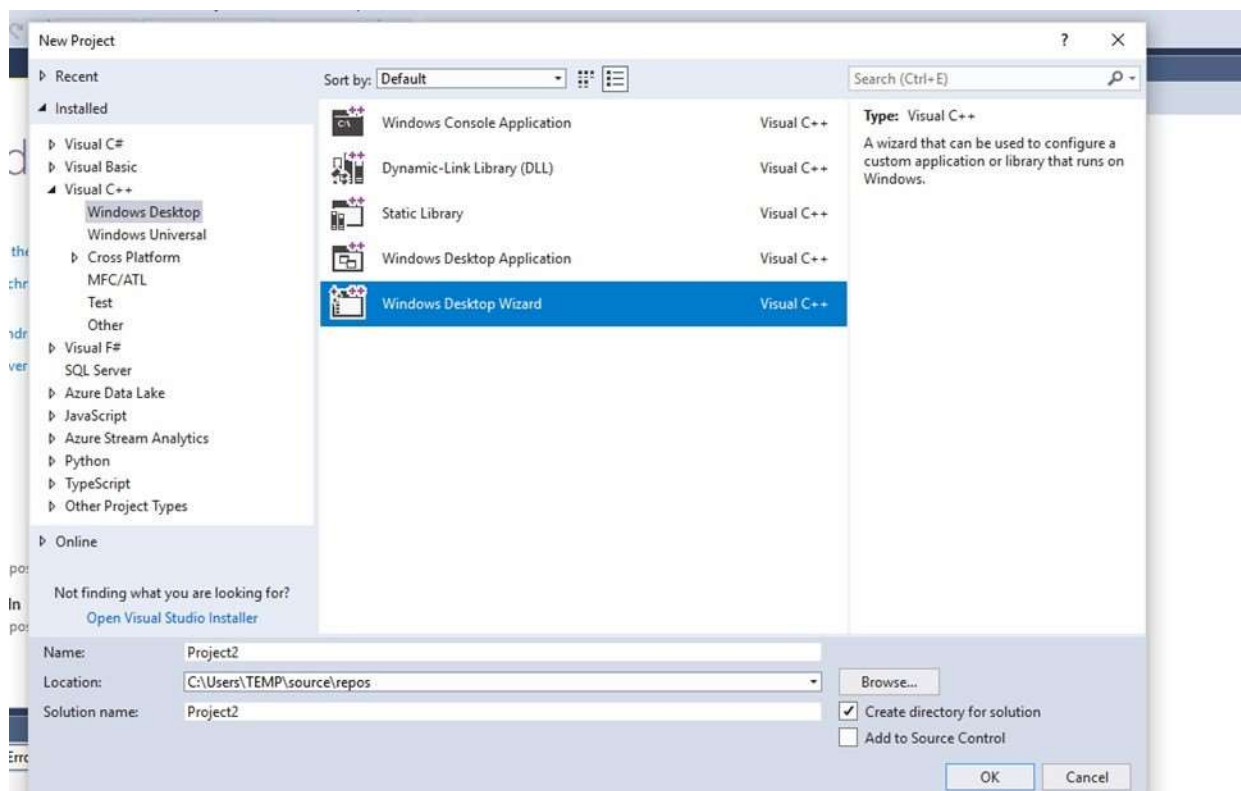 New Project
? ×
Recent
Installed
Visual C#
Visual Basic
Visual C++
Windows Desktop
Windows Universal
Cross Platform
MFC/ATL
Test
Other
Visual F#
SQL Server
Azure Data Lake
JavaScript
Azure Stream Analytics
Python
TypeScript
Other Project Types
Online
Not finding what you are looking for?
Open Visual Studio Installer
Sort by: Default
Windows Console Application Visual C++
Dynamic-Link Library (DLL) Visual C++
Static Library Visual C++
Windows Desktop Application Visual C++
Windows Desktop Wizard Visual C++
Search (Ctrl+E)
Type: Visual C++
A wizard that can be used to configure a
custom application or library that runs on
Windows.
Name: Project2
Location: C:\Users\TEMP\source\repos
Browse...
Solution name: Project2
Create directory for solution
Add to Source Control
OK Cancel